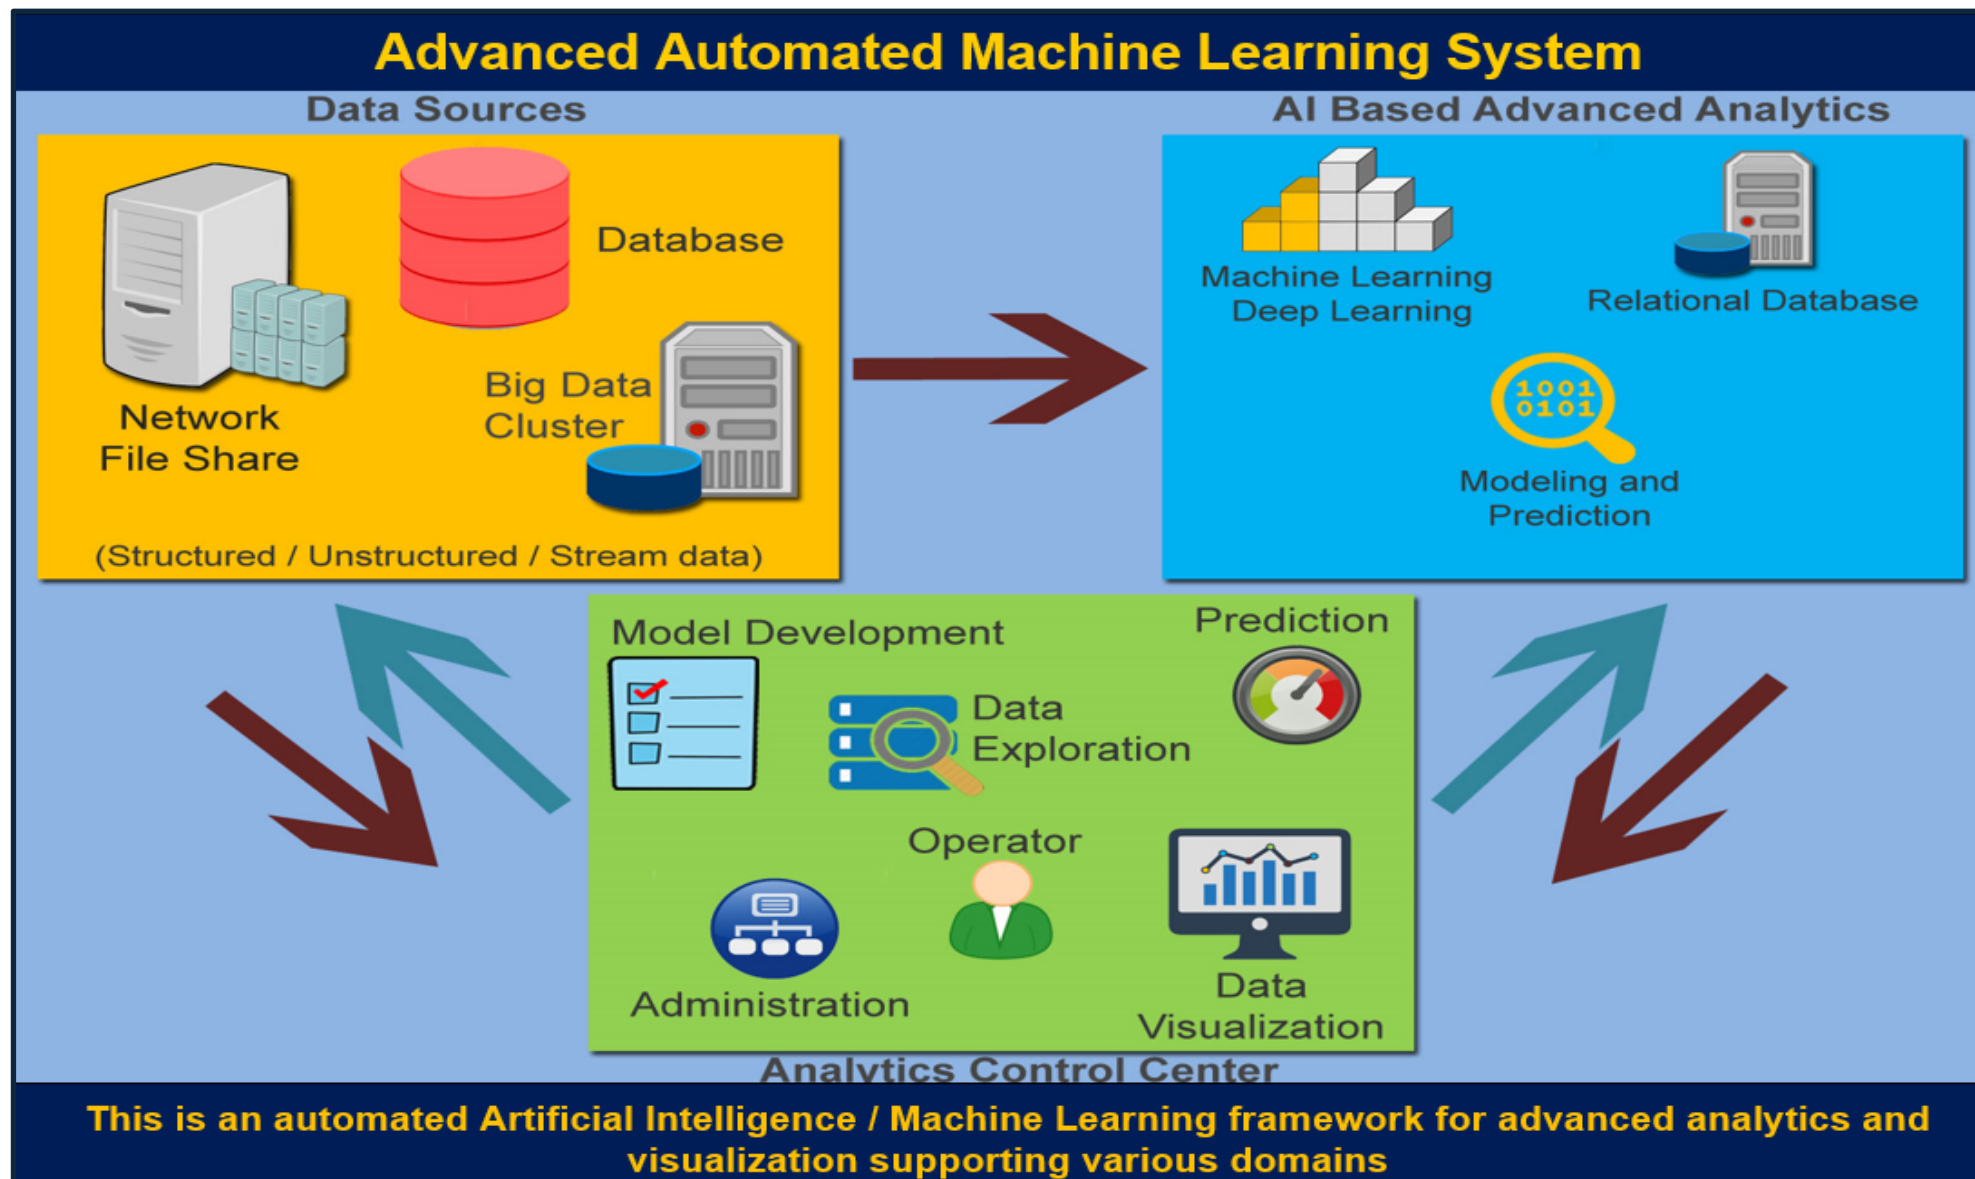 Advanced Automated Machine Learning System
Data Sources
Database
Big Data
Cluster
Network
File Share
(Structured / Unstructured / Stream data)
AI Based Advanced Analytics
Machine Learning
Deep Learning
Relational Database
1001
0101
Modeling and
Prediction
Model Development
Prediction
Data
Exploration
Operator
Administration
Data
Visualization
Analytics Control Center
This is an automated Artificial Intelligence / Machine Learning framework for advanced analytics and
visualization supporting various domains